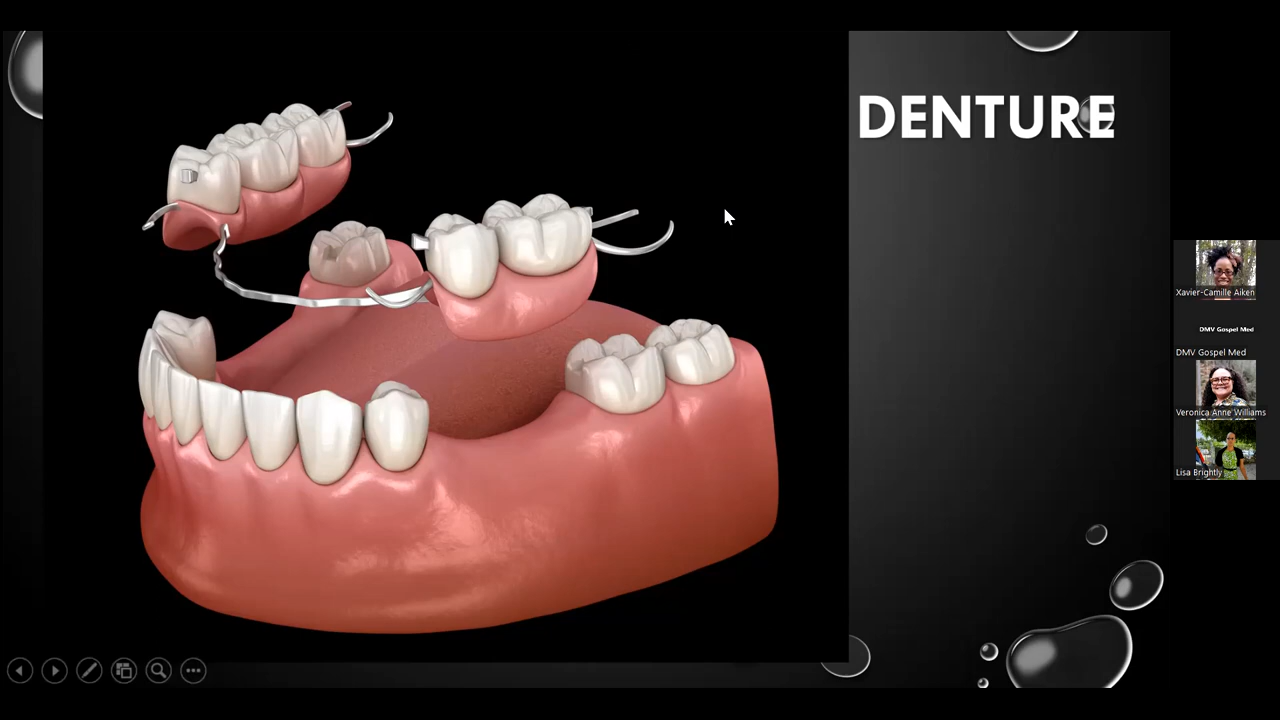 DENTURE
Xavier-Camille Aiken
DMV Gospel Med
DMV Gospel Med
Veronica Anne Williams
Lisa Brightly